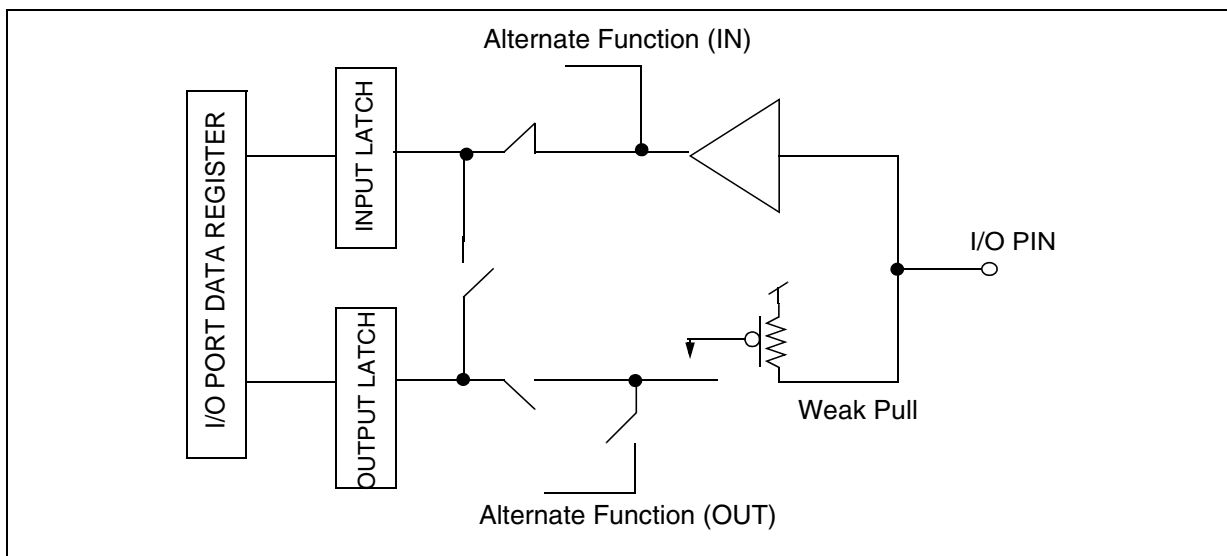 Alternate Function (IN)
I/O PORT DATA REGISTER
INPUT LATCH
I/O PIN
OUTPUT LATCH
Weak Pull
Alternate Function (OUT)